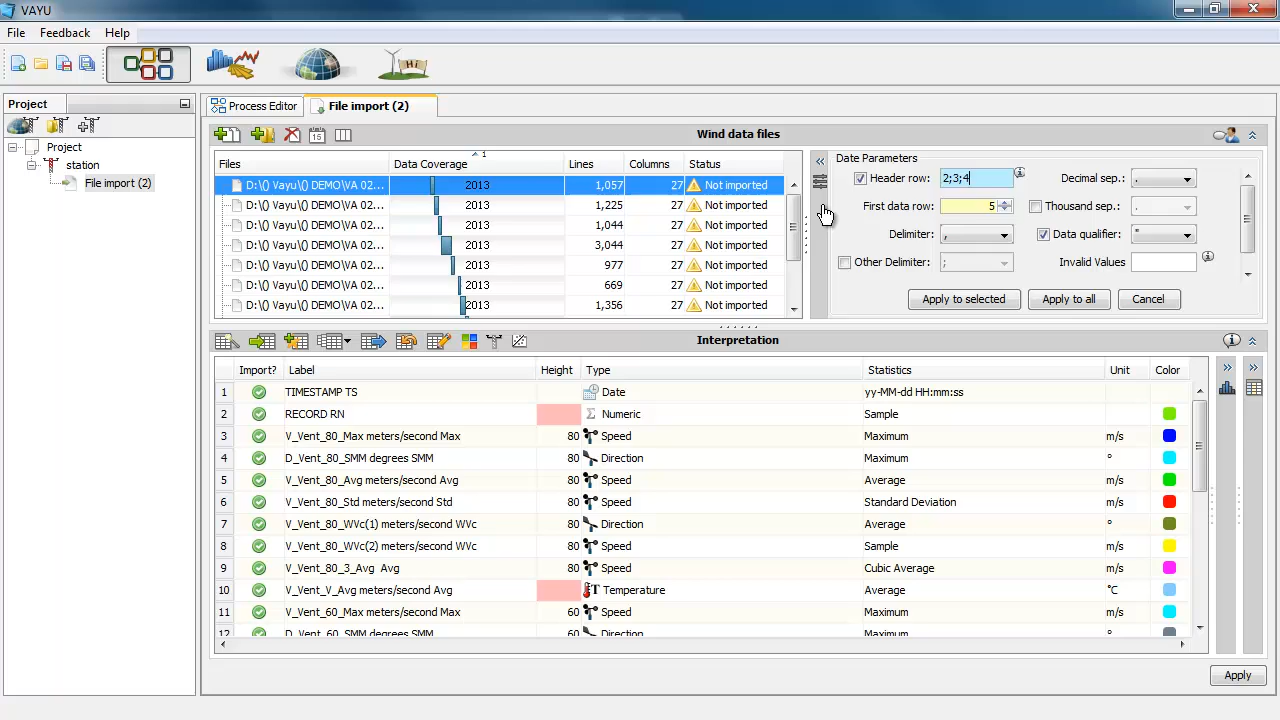 VAYU
File Feedback Help
Hi
Project
Project
station
File import (2)
Process Editor File import (2)
Wind data files
15
Files Data Coverage 1 Lines Columns Status
D:\() Vayu\() DEMO\VA 02... 2013 1,057 27 Not imported
D:\() Vayu\() DEMO\VA 02... 2013 1,225 27 Not imported
D:\() Vayu\() DEMO\VA 02... 2013 1,044 27 Not imported
D:\() Vayu\() DEMO\VA 02... 2013 3,044 27 Not imported
D:\() Vayu\() DEMO\VA 02... 2013 977 27 Not imported
D:\() Vayu\() DEMO\VA 02... 2013 669 27 Not imported
D:\() Vayu\() DEMO\VA 02... 2013 1,356 27 Not imported
Date Parameters
Header row: 2;3;4 Decimal sep.: .
First data row: 5 Thousand sep.: .
Delimiter: , Data qualifier: "
Other Delimiter: ; Invalid Values
Apply to selected Apply to all Cancel
Interpretation
Import? Label Height Type Statistics Unit Color
1 TIMESTAMP TS Date yy-MM-dd HH:mm:ss
2 RECORD RN Σ Numeric Sample
3 V_Vent_80_Max meters/second Max 80 Speed Maximum m/s
4 D_Vent_80_SMM degrees SMM 80 Direction Maximum °
5 V_Vent_80_Avg meters/second Avg 80 Speed Average m/s
6 V_Vent_80_Std meters/second Std 80 Speed Standard Deviation m/s
7 V_Vent_80_WVc(1) meters/second WVc 80 Direction Average °
8 V_Vent_80_WVc(2) meters/second WVc 80 Speed Sample m/s
9 V_Vent_80_3_Avg Avg 80 Speed Cubic Average m/s
10 V_Vent_V_Avg meters/second Avg T Temperature Average °C
11 V_Vent_60_Max meters/second Max 60 Speed Maximum m/s
12 D_Vent_60_SMM degrees SMM 60 Direction Maximum °
Apply